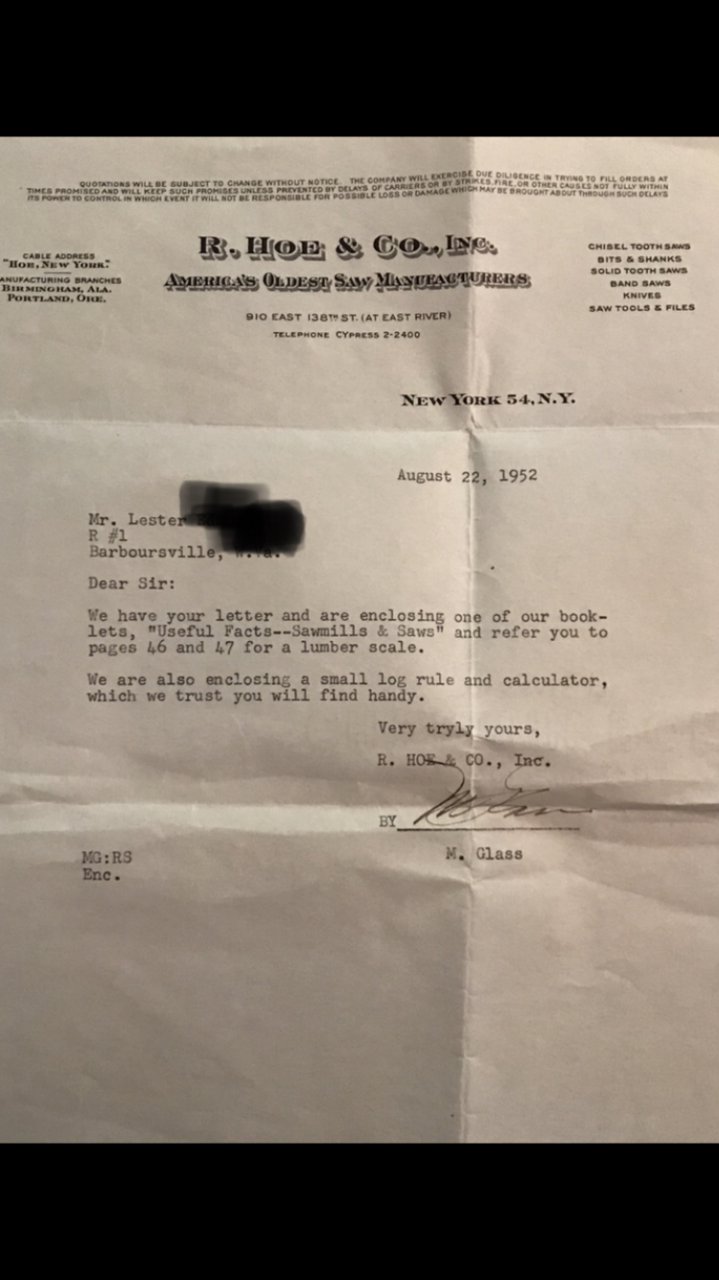 QUOTATIONS WILL BE SUBJECT TO CHANGE WITHOUT NOTICE. THE COMPANY WILL EXERCISE DUE DILIGENCE IN TRYING TO FILL ORDERS AT
TIMES PROMISED AND WILL KEEP SUCH PROMISES UNLESS PREVENTED BY DELAYS OF CARRIERS OR BY STRIKES, FIRE, OR OTHER CAUSES NOT FULLY WITHIN
ITS POWER TO CONTROL IN WHICH EVENT IT WILL NOT BE RESPONSIBLE FOR POSSIBLE LOSS OR DAMAGE WHICH MAY BE BROUGHT ABOUT THROUGH SUCH DELAYS
CABLE ADDRESS
"HOE, NEW YORK."
ANUFACTURING BRANCHES
BIRMINGHAM, ALA.
PORTLAND, ORE.
R. HOE & CO., INC.
AMERICA'S OLDEST SAW MANUFACTURERS
910 EAST 138TH ST. (AT EAST RIVER)
TELEPHONE CYPRESS 2-2400
CHISEL TOOTH SAWS
BITS & SHANKS
SOLID TOOTH SAWS
BAND SAWS
KNIVES
SAW TOOLS & FILES
NEW YORK 54, N.Y.
August 22, 1952
Mr. Lester
R #1
Barboursville,
Dear Sir:
We have your letter and are enclosing one of our book-
lets, "Useful Facts--Sawmills & Saws" and refer you to
pages 46 and 47 for a lumber scale.
We are also enclosing a small log rule and calculator,
which we trust you will find handy.
Very tryly yours,
R. HOE & CO., Inc.
BY
M. Glass
MG:RS
Enc.